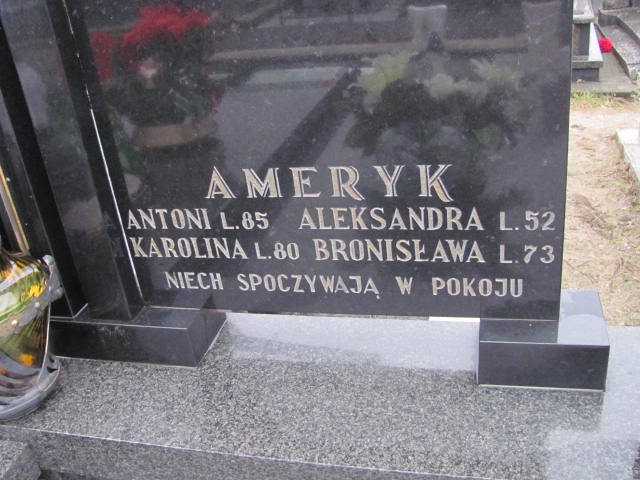 AMERYK
ANTONI L.85 ALEKSANDRA L.52
KAROLINA L.80 BRONISŁAWA L.73
NIECH SPOCZYWAJĄ W POKOJU